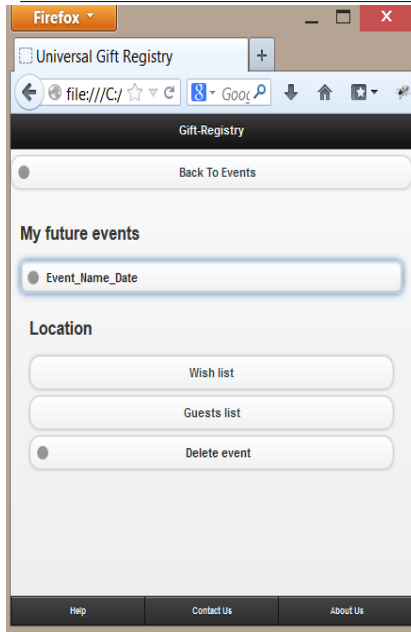 Firefox
Universal Gift Registry
file:///C:/
Gift-Registry
Back To Events
My future events
Event_Name_Date
Location
Wish list
Guests list
Delete event
Help Contact Us About Us